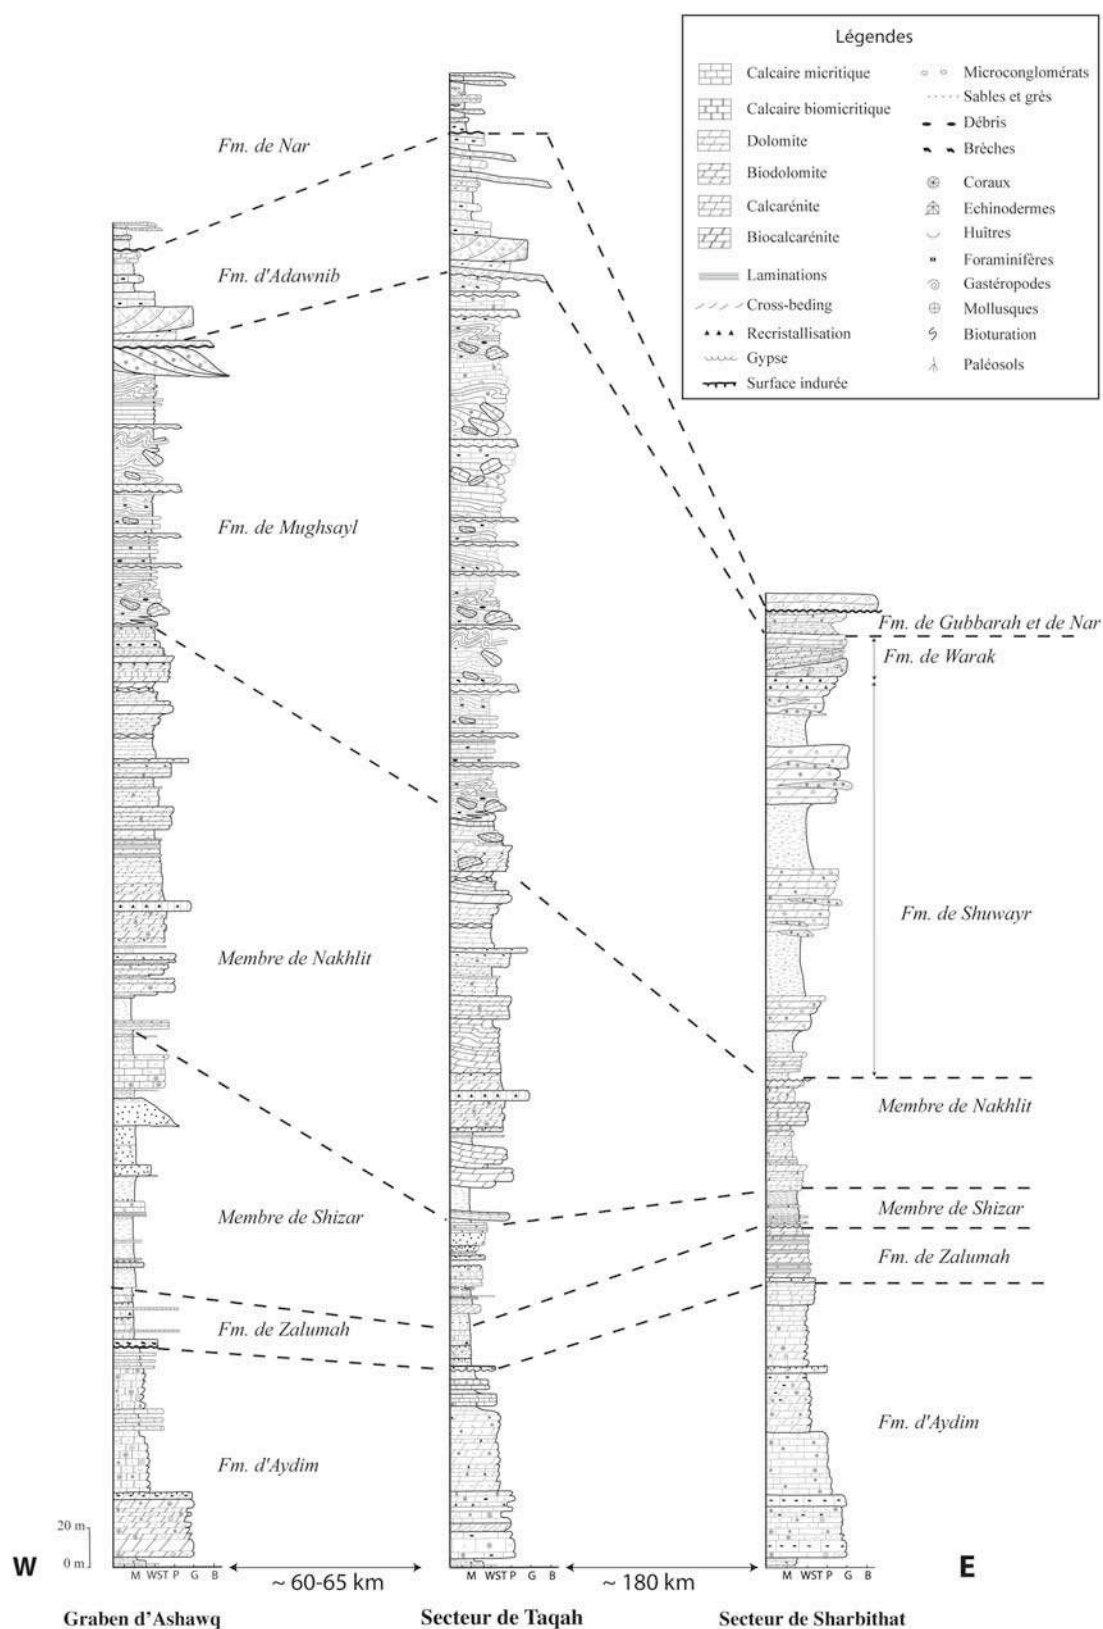 Légendes
Calcaire micritique
Calcaire biomicritique
Dolomite
Biodolomite
Calcarénite
Biocalcarénite
Laminations
Cross-beding
Recristallisation
Gypse
Surface indurée
Microconglomérats
Sables et grès
Débris
Brèches
Coraux
Echinodermes
Huîtres
Foraminifères
Gastéropodes
Mollusques
Bioturation
Paléosols
Fm. de Nar
Fm. d'Adawnib
Fm. de Mughsayl
Membre de Nakhlit
Membre de Shizar
Fm. de Zalumah
Fm. d'Aydim
Fm. de Gubbarah et de Nar
Fm. de Warak
Fm. de Shuwayr
Membre de Nakhlit
Membre de Shizar
Fm. de Zalumah
Fm. d'Aydim
20 m
0 m
W
E
M WST P G B
M WST P G B
M WST P G B
~ 60-65 km
~ 180 km
Graben d'Ashawq
Secteur de Taqah
Secteur de Sharbithat